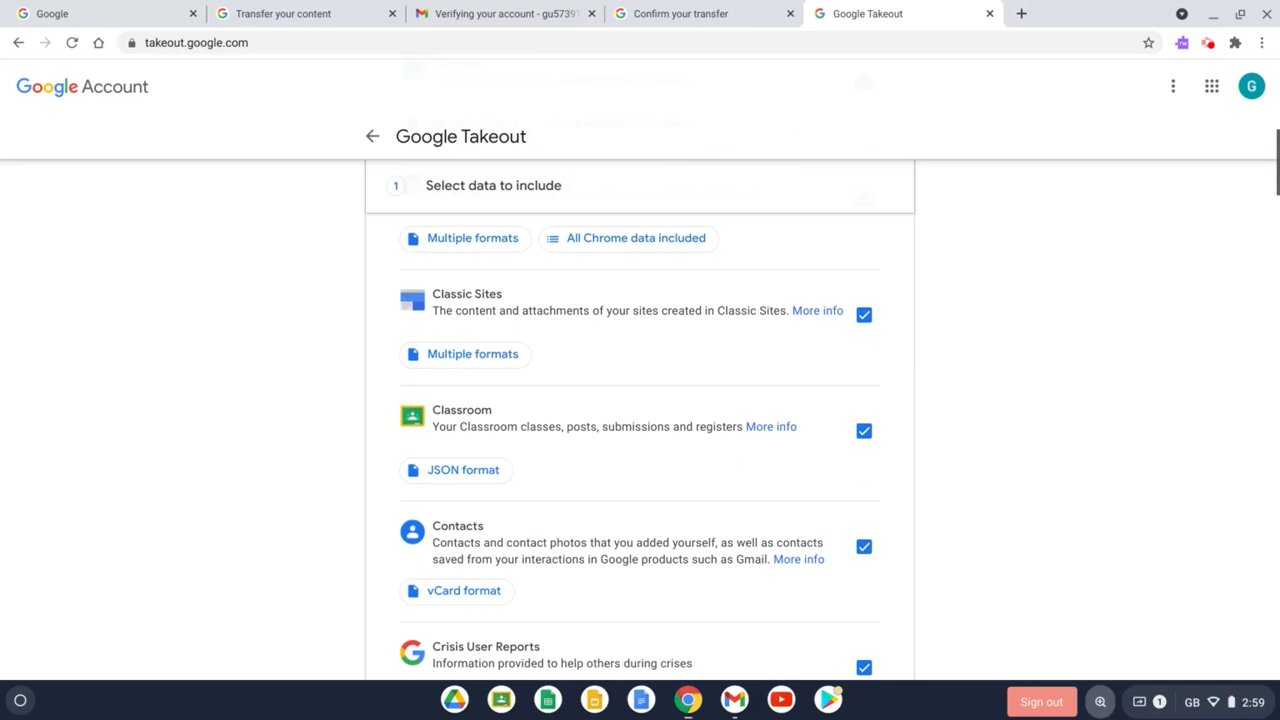 Google
Transfer your content
Verifying your account - gu57391
Confirm your transfer
Google Takeout
takeout.google.com
Google Account
G
Google Takeout
1 Select data to include
Multiple formats
All Chrome data included
Classic Sites
The content and attachments of your sites created in Classic Sites. More info
Multiple formats
Classroom
Your Classroom classes, posts, submissions and registers More info
JSON format
Contacts
Contacts and contact photos that you added yourself, as well as contacts
saved from your interactions in Google products such as Gmail. More info
vCard format
Crisis User Reports
Information provided to help others during crises
Sign out
1
GB
2:59